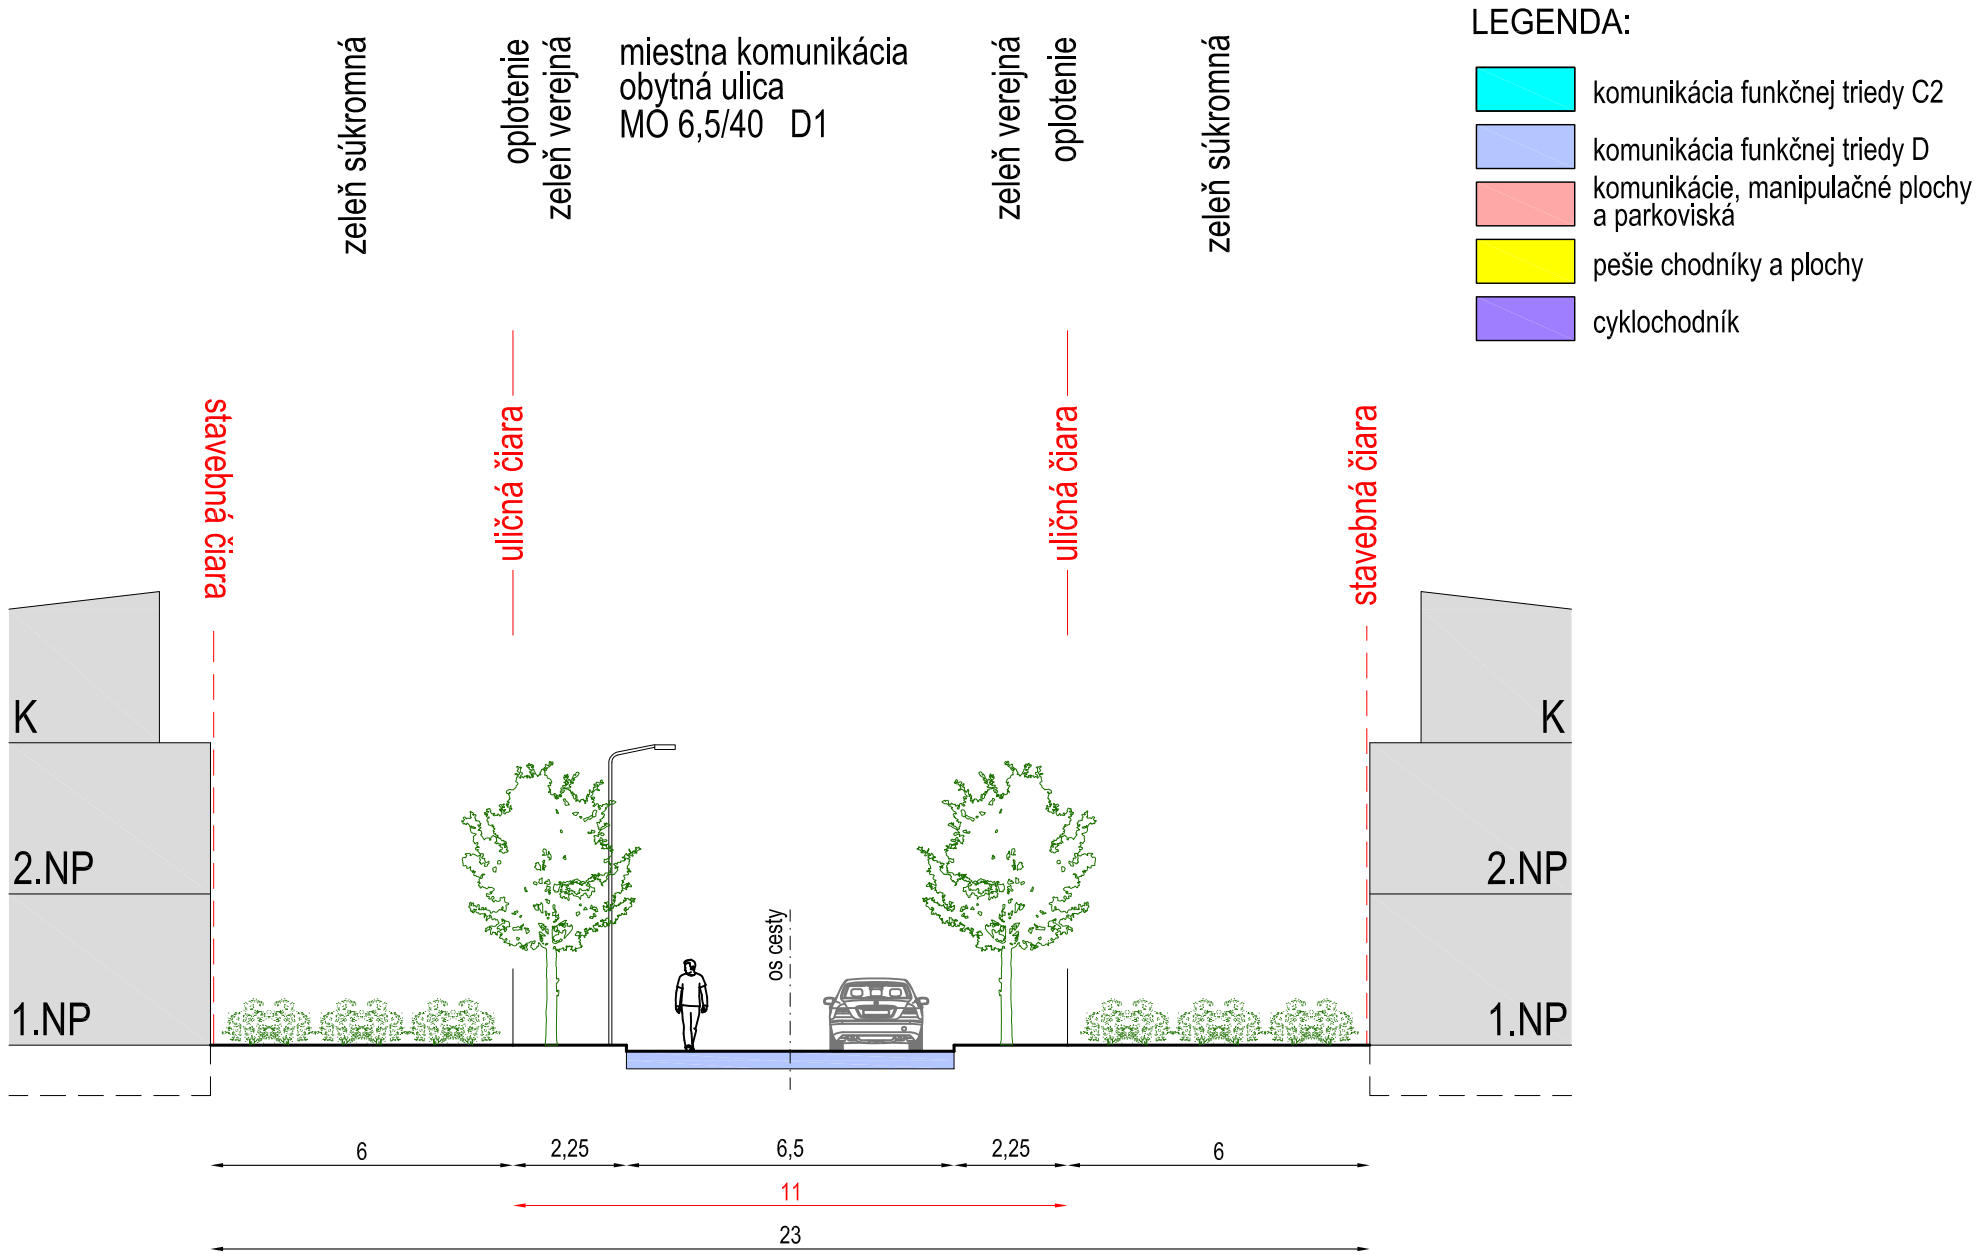 zeleň súkromná
oplotenie
zeleň verejná
miestna komunikácia
obytná ulica
MO 6,5/40 D1
zeleň verejná
oplotenie
zeleň súkromná
LEGENDA:
komunikácia funkčnej triedy C2
komunikácia funkčnej triedy D
komunikácie, manipulačné plochy
a parkoviská
pešie chodníky a plochy
cyklochodník
stavebná čiara
uličná čiara
uličná čiara
stavebná čiara
K
K
2.NP
2.NP
os cesty
1.NP
1.NP
6
2,25
6,5
2,25
6
11
23